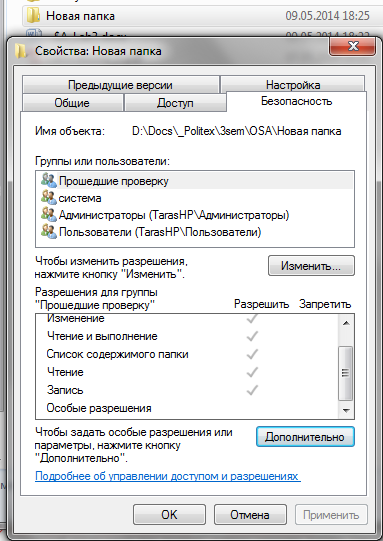 Новая папка 09.05.2014 18:25
Свойства: Новая папка
Предыдущие версии Настройка
Общие Доступ Безопасность
Имя объекта: D:\Docs\_Politex\3sem\OSA\Новая папка
Группы или пользователи:
Прошедшие проверку
система
Администраторы (TarasHP\Администраторы)
Пользователи (TarasHP\Пользователи)
Чтобы изменить разрешения,
нажмите кнопку "Изменить". Изменить...
Разрешения для группы
"Прошедшие проверку" Разрешить Запретить
Изменение
Чтение и выполнение
Список содержимого папки
Чтение
Запись
Особые разрешения
Чтобы задать особые разрешения или
параметры, нажмите кнопку Дополнительно
"Дополнительно".
Подробнее об управлении доступом и разрешениях
OK Отмена Применить